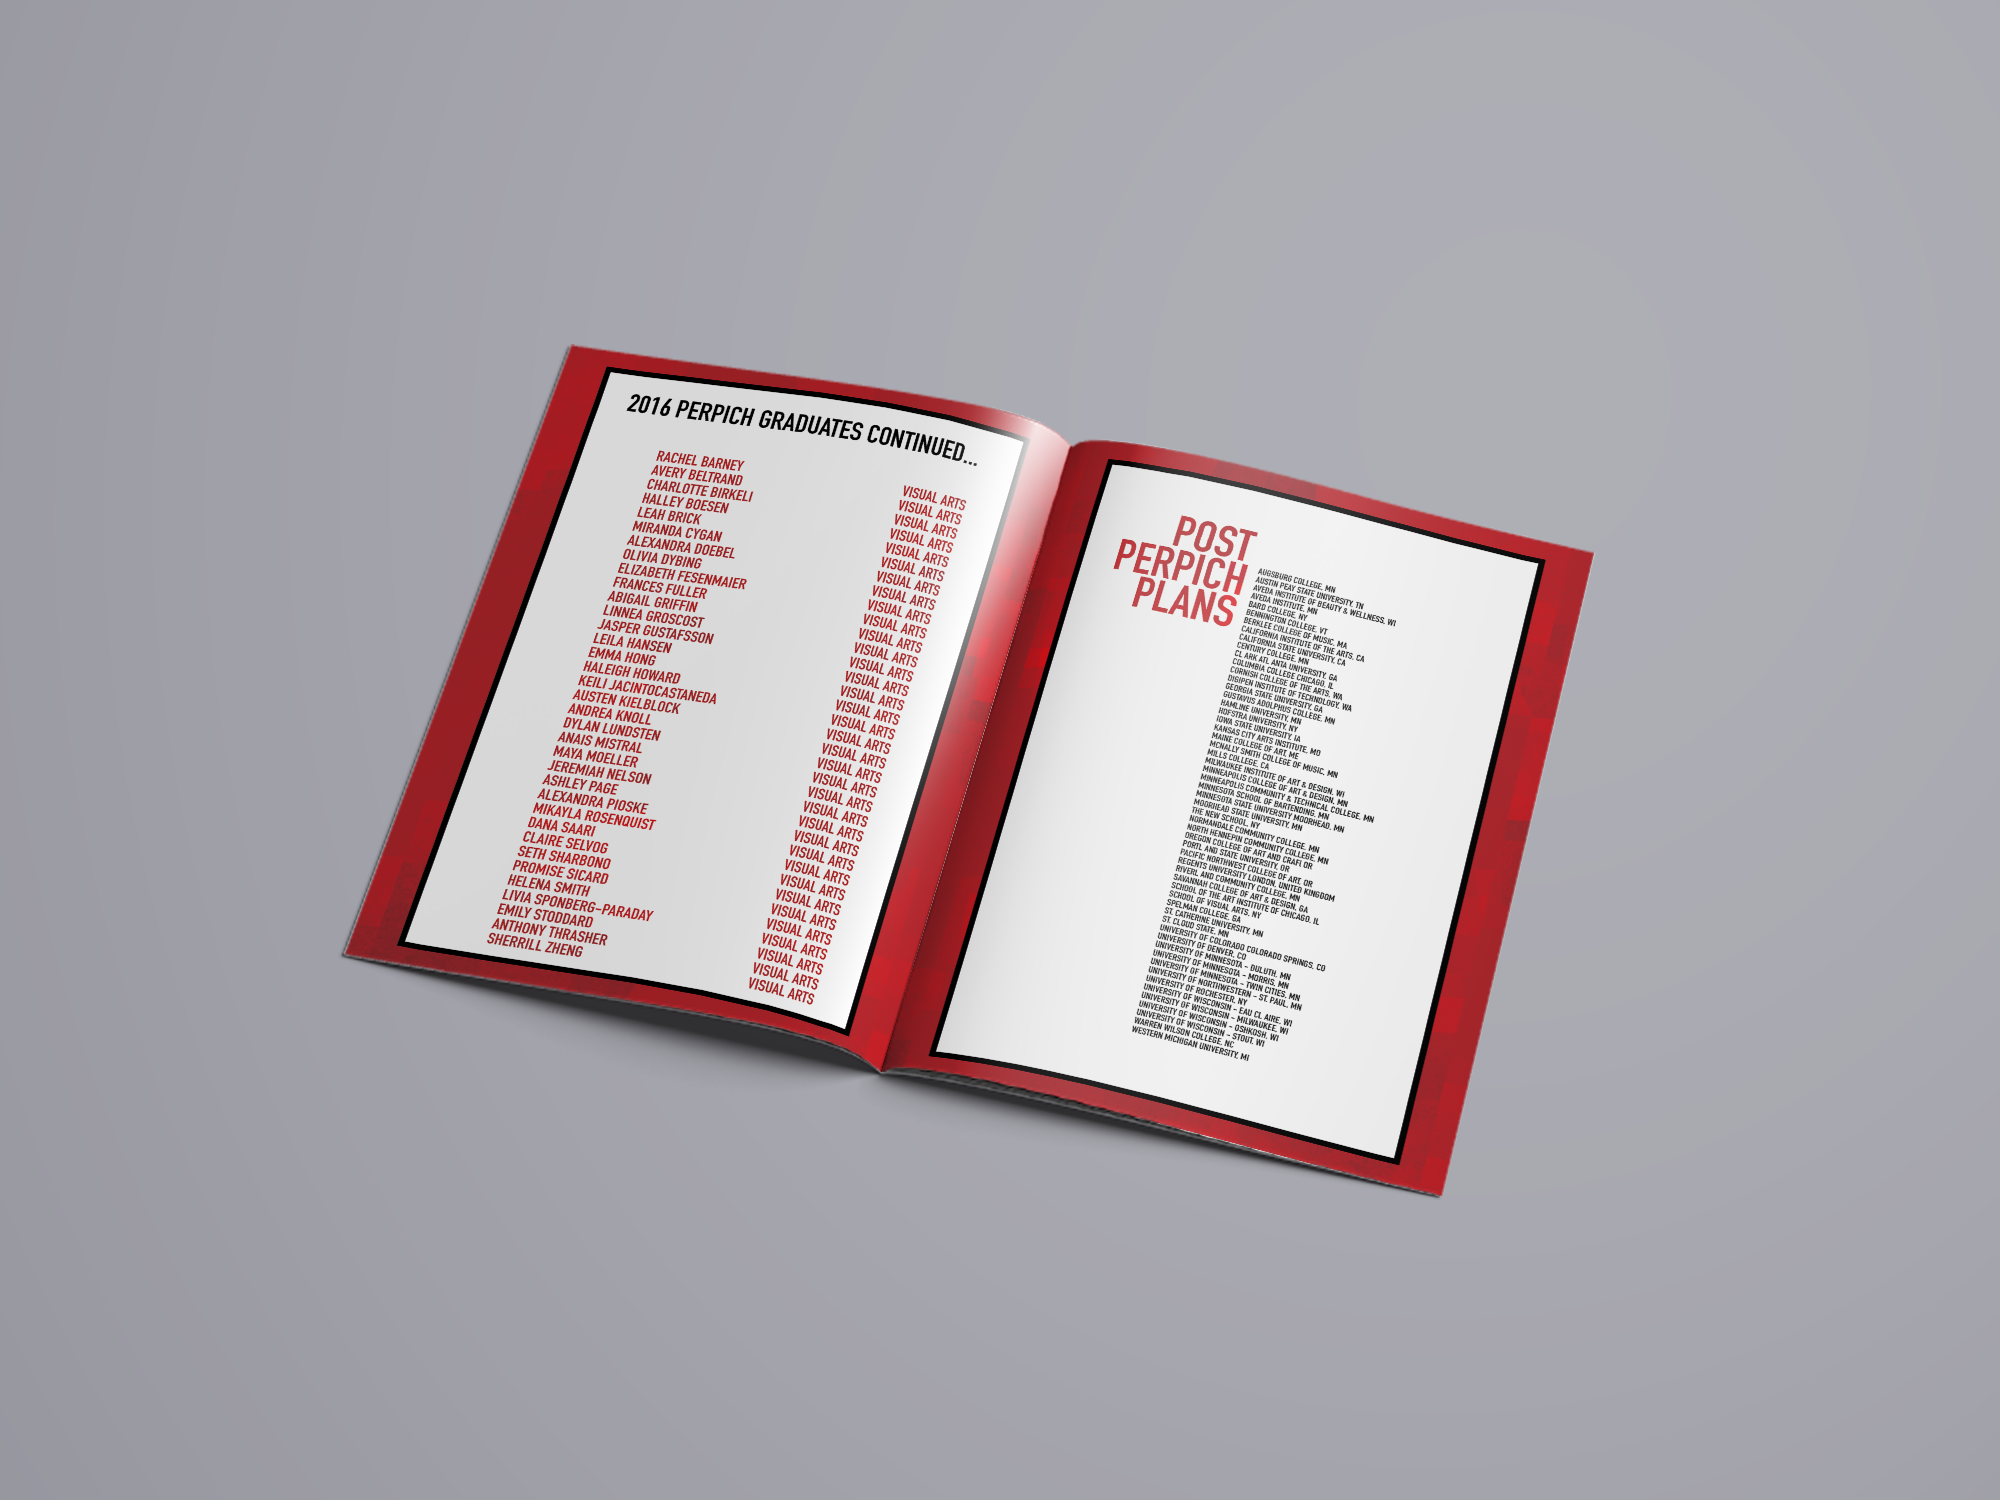 2016 PERPICH GRADUATES CONTINUED...
RACHEL BARNEY VISUAL ARTS
AVERY BELTRAND VISUAL ARTS
CHARLOTTE BIRKELI VISUAL ARTS
HALLEY BOESEN VISUAL ARTS
LEAH BRICK VISUAL ARTS
MIRANDA CYGAN VISUAL ARTS
ALEXANDRA DOEBEL VISUAL ARTS
OLIVIA DYBING VISUAL ARTS
ELIZABETH FESENMAIER VISUAL ARTS
FRANCES FULLER VISUAL ARTS
ABIGAIL GRIFFIN VISUAL ARTS
LINNEA GROSCOST VISUAL ARTS
JASPER GUSTAFSSON VISUAL ARTS
LEILA HANSEN VISUAL ARTS
EMMA HONG VISUAL ARTS
HALEIGH HOWARD VISUAL ARTS
KEILI JACINTOCASTANEDA VISUAL ARTS
AUSTEN KIELBLOCK VISUAL ARTS
ANDREA KNOLL VISUAL ARTS
DYLAN LUNDSTEN VISUAL ARTS
ANAIS MISTRAL VISUAL ARTS
MAYA MOELLER VISUAL ARTS
JEREMIAH NELSON VISUAL ARTS
ASHLEY PAGE VISUAL ARTS
ALEXANDRA PIOSKE VISUAL ARTS
MIKAYLA ROSENQUIST VISUAL ARTS
DANA SAARI VISUAL ARTS
CLAIRE SELVOG VISUAL ARTS
SETH SHARBONO VISUAL ARTS
PROMISE SICARD VISUAL ARTS
HELENA SMITH VISUAL ARTS
LIVIA SPONBERG-PARADAY VISUAL ARTS
EMILY STODDARD VISUAL ARTS
ANTHONY THRASHER VISUAL ARTS
SHERRILL ZHENG VISUAL ARTS
POST
PERPICH
PLANS
AUGSBURG COLLEGE, MN
AUSTIN PEAY STATE UNIVERSITY, TN
AVEDA INSTITUTE OF BEAUTY & WELLNESS, WI
AVEDA INSTITUTE, MN
BARD COLLEGE, NY
BENNINGTON COLLEGE, VT
BERKLEE COLLEGE OF MUSIC, MA
CALIFORNIA INSTITUTE OF THE ARTS, CA
CALIFORNIA STATE UNIVERSITY, CA
CENTURY COLLEGE, MN
CL ARK ATL ANTA UNIVERSITY, GA
COLUMBIA COLLEGE CHICAGO, IL
CORNISH COLLEGE OF THE ARTS, WA
DIGIPEN INSTITUTE OF TECHNOLOGY, WA
GEORGIA STATE UNIVERSITY, GA
GUSTAVUS ADOLPHUS COLLEGE, MN
HAMLINE UNIVERSITY, MN
HOFSTRA UNIVERSITY, NY
IOWA STATE UNIVERSITY, IA
KANSAS CITY ARTS INSTITUTE, MO
MAINE COLLEGE OF ART, ME
MCNALLY SMITH COLLEGE OF MUSIC, MN
MILLS COLLEGE, CA
MILWAUKEE INSTITUTE OF ART & DESIGN, WI
MINNEAPOLIS COLLEGE OF ART & DESIGN, MN
MINNEAPOLIS COMMUNITY & TECHNICAL COLLEGE, MN
MINNESOTA SCHOOL OF BARTENDING, MN
MINNESOTA STATE UNIVERSITY MOORHEAD, MN
MOORHEAD STATE UNIVERSITY, MN
THE NEW SCHOOL, NY
NORMANDALE COMMUNITY COLLEGE, MN
NORTH HENNEPIN COMMUNITY COLLEGE, MN
OREGON COLLEGE OF ART AND CRAFT OR
PORTL AND STATE UNIVERSITY, OR
PACIFIC NORTHWEST COLLEGE OF ART, OR
REGENTS UNIVERSITY LONDON, UNITED KINGGDOM
RIVERL AND COMMUNITY COLLEGE, MN
SAVANNAH COLLEGE OF ART & DESIGN, GA
SCHOOL OF THE ART INSTITUTE OF CHICAGO, IL
SCHOOL OF VISUAL ARTS, NY
SPELMAN COLLEGE, GA
ST. CATHERINE UNIVERSITY, MN
ST. CLOUD STATE, MN
UNIVERSITY OF COLORADO COLORADO SPRINGS, CO
UNIVERSITY OF DENVER, CO
UNIVERSITY OF MINNESOTA - DULUTH, MN
UNIVERSITY OF MINNESOTA - MORRIS, MN
UNIVERSITY OF MINNESOTA - TWIN CITIES, MN
UNIVERSITY OF NORTHWESTERN - ST. PAUL, MN
UNIVERSITY OF ROCHESTER, NY
UNIVERSITY OF WISCONSIN - EAU CL AIRE, WI
UNIVERSITY OF WISCONSIN - MILWAUKEE, WI
UNIVERSITY OF WISCONSIN - OSHKOSH, WI
UNIVERSITY OF WISCONSIN - STOUT, WI
WARREN WILSON COLLEGE, NC
WESTERN MICHIGAN UNIVERSITY, MI